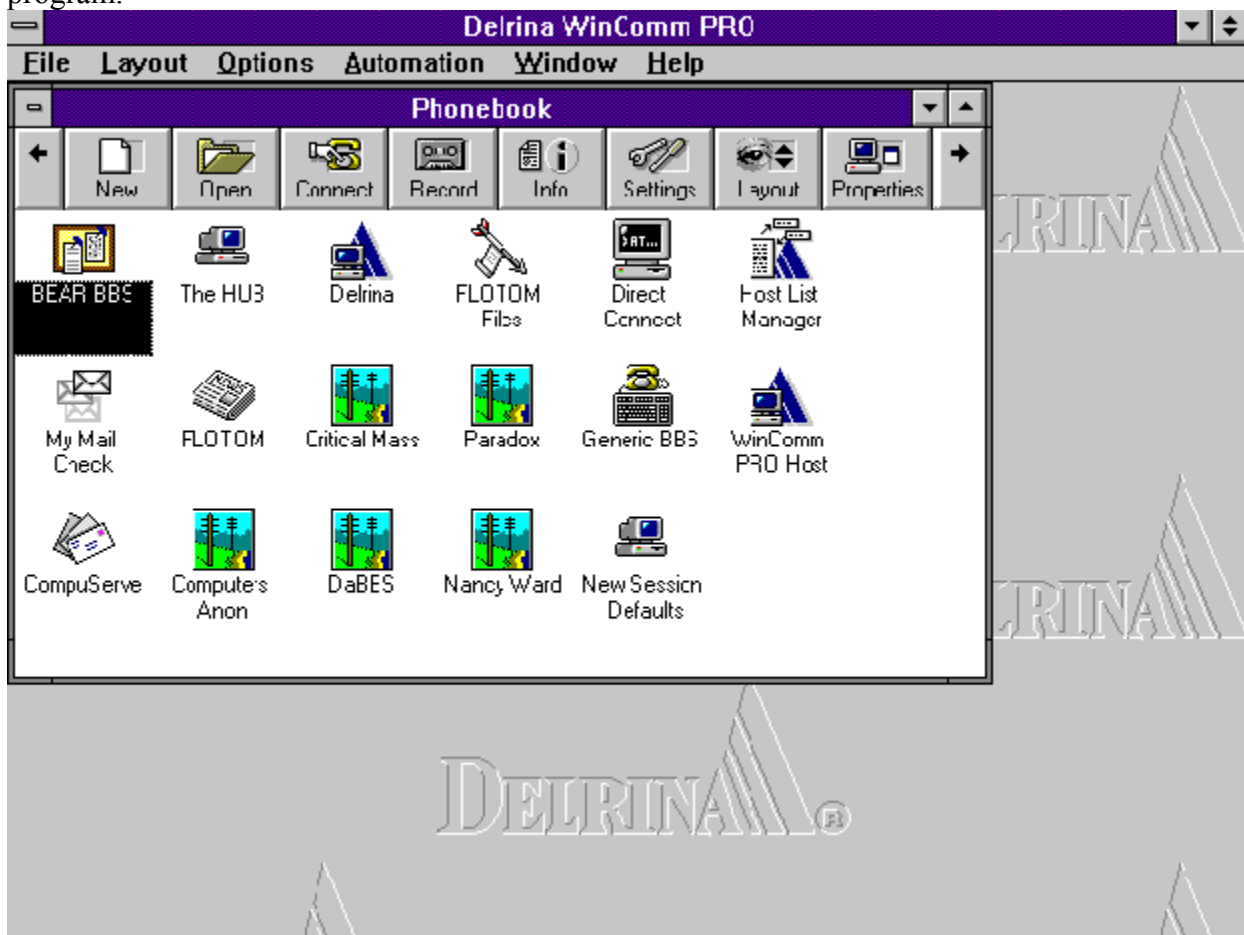 program.
Delrina WinComm PRO
File Layout Options Automation Window Help
Phonebook
New Open Connect Record Info Settings Layout Properties
BEAR BBS The HUB Delrina FLOTOM Direct Host List
Files Connect Manager
My Mail FLOTOM Critical Mass Paradox Generic BBS WinComm
Check PRO Host
CompuServe Computers DaBES Nancy Ward New Session
Anon Defaults
DELRINA
DELRINA
DELRINA ®